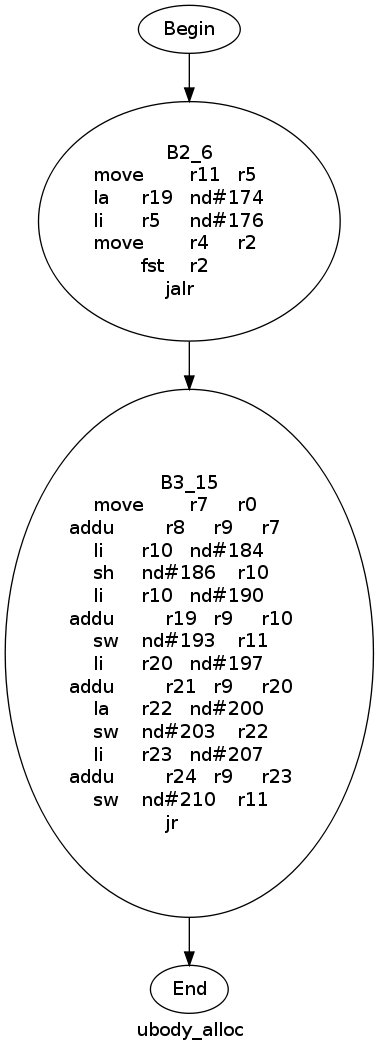 Begin
B2_6
move r11 r5
la r19 nd#174
li r5 nd#176
move r4 r2
fst r2
jalr
B3_15
move r7 r0
addu r8 r9 r7
li r10 nd#184
sh nd#186 r10
li r10 nd#190
addu r19 r9 r10
sw nd#193 r11
li r20 nd#197
addu r21 r9 r20
la r22 nd#200
sw nd#203 r22
li r23 nd#207
addu r24 r9 r23
sw nd#210 r11
jr
End
ubody_alloc